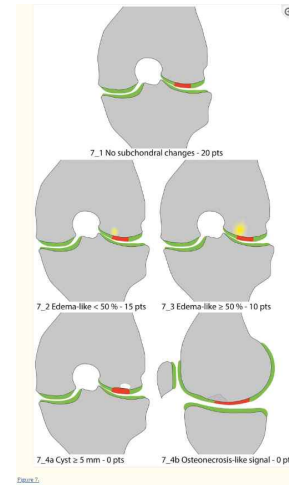 7_1 No subchondral changes - 20 pts
7_2 Edema-like < 50 % - 15 pts
7_3 Edema-like ≥ 50 % - 10 pts
7_4a Cyst ≥ 5 mm - 0 pts
7_4b Osteonecrosis-like signal - 0 pt
Figure 7.